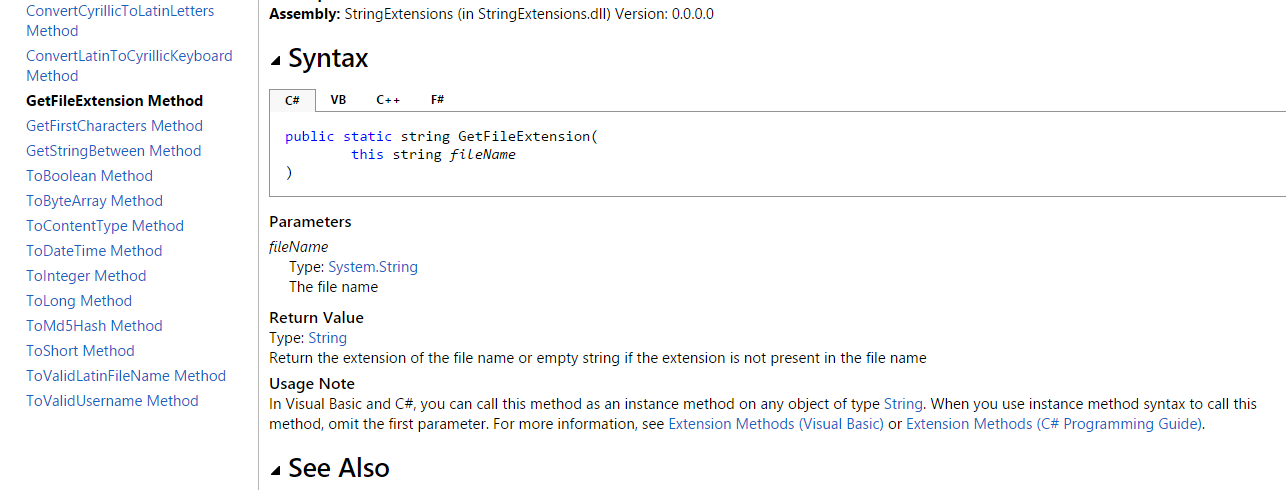 ConvertCyrillicToLatinLetters
Method
ConvertLatinToCyrillicKeyboard
Method
GetFileExtension Method
GetFirstCharacters Method
GetStringBetween Method
ToBoolean Method
ToByteArray Method
ToContentType Method
ToDateTime Method
ToInteger Method
ToLong Method
ToMd5Hash Method
ToShort Method
ToValidLatinFileName Method
ToValidUsername Method
Assembly: StringExtensions (in StringExtensions.dll) Version: 0.0.0.0
Syntax
C# VB C++ F#
public static string GetFileExtension(
this string fileName
)
Parameters
fileName
Type: System.String
The file name
Return Value
Type: String
Return the extension of the file name or empty string if the extension is not present in the file name
Usage Note
In Visual Basic and C#, you can call this method as an instance method on any object of type String. When you use instance method syntax to call this
method, omit the first parameter. For more information, see Extension Methods (Visual Basic) or Extension Methods (C# Programming Guide).
See Also